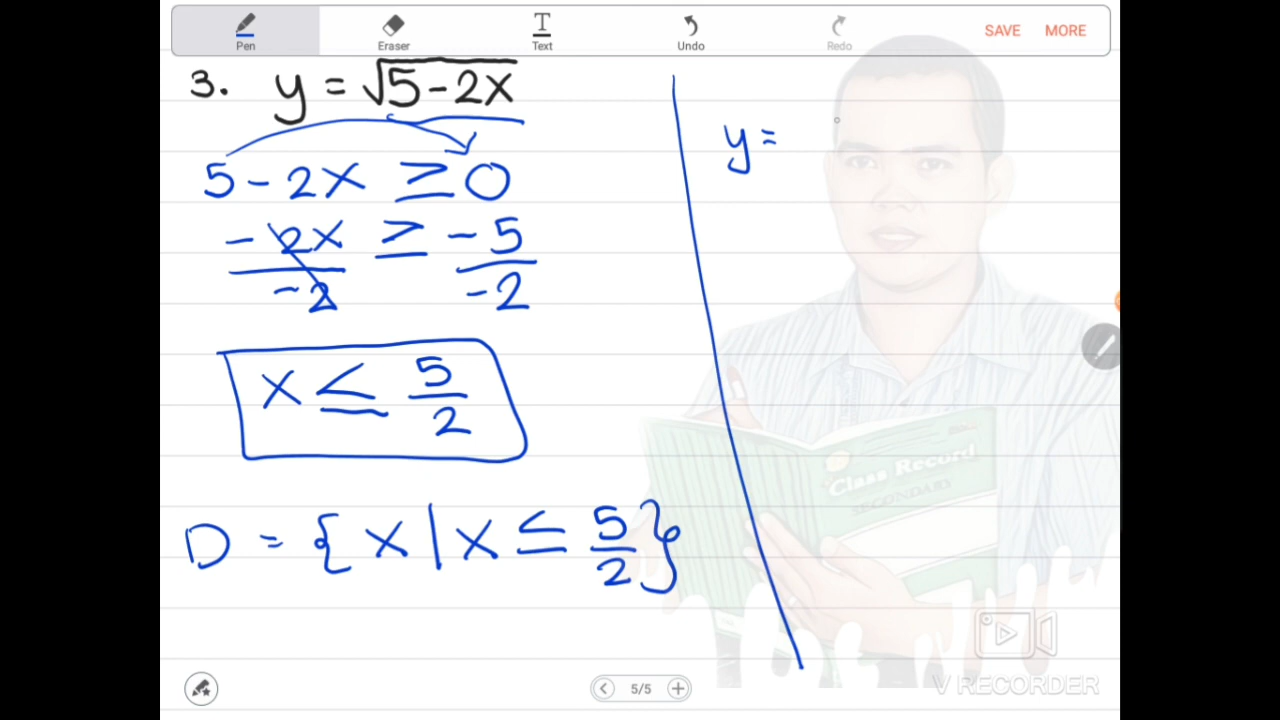 Pen Eraser Text Undo Redo SAVE MORE
3. y = √5-2x
5 - 2x ≥ 0
-2x/-2 ≥ -5/-2
x ≤ 5/2
D = {x | x ≤ 5/2}
y =
Class Record
SECONDARY
5/5
V RECORDER